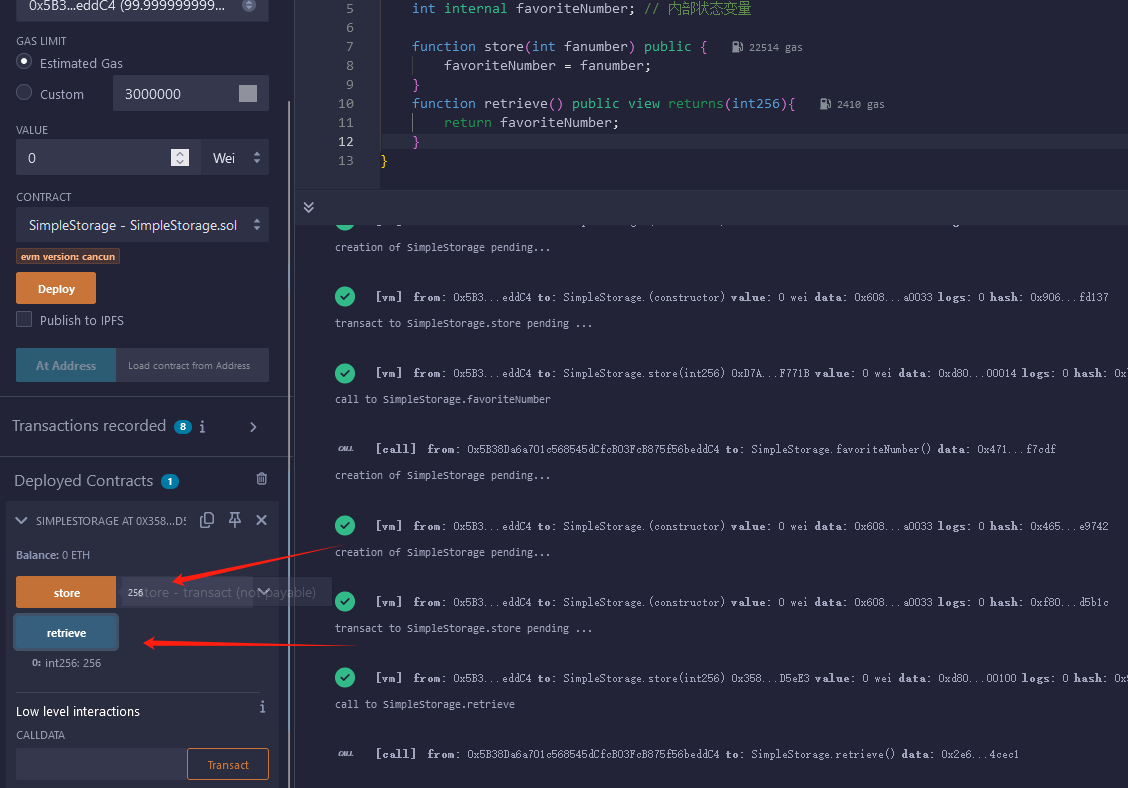 0x5B3...eddC4 (99.999999999...
GAS LIMIT
Estimated Gas
Custom
3000000
VALUE
0
Wei
CONTRACT
SimpleStorage - SimpleStorage.sol
evm version: cancun
Deploy
Publish to IPFS
At Address
Load contract from Address
Transactions recorded 8 i
Deployed Contracts 1
SIMPLESTORAGE AT 0X358...D5
Balance: 0 ETH
store
256
store - transact (not payable)
retrieve
0: int256: 256
Low level interactions
i
CALLDATA
Transact
5 int internal favoriteNumber; // 内部状态变量
6
7 function store(int fanumber) public { 22514 gas
8 favoriteNumber = fanumber;
9 }
10 function retrieve() public view returns(int256){ 2410 gas
11 return favoriteNumber;
12 }
13 }
creation of SimpleStorage pending...
[vm] from: 0x5B3...eddC4 to: SimpleStorage.(constructor) value: 0 wei data: 0x608...a0033 logs: 0 hash: 0x906...fd137
transact to SimpleStorage.store pending ...
[vm] from: 0x5B3...eddC4 to: SimpleStorage.store(int256) 0xD7A...F771B value: 0 wei data: 0xd80...00014 logs: 0 hash: 0x
call to SimpleStorage.favoriteNumber
CALL [call] from: 0x5B38Da6a701c568545dCfcB03FcB875f56beddC4 to: SimpleStorage.favoriteNumber() data: 0x471...f7cdf
creation of SimpleStorage pending...
[vm] from: 0x5B3...eddC4 to: SimpleStorage.(constructor) value: 0 wei data: 0x608...a0033 logs: 0 hash: 0x465...e9742
creation of SimpleStorage pending...
[vm] from: 0x5B3...eddC4 to: SimpleStorage.(constructor) value: 0 wei data: 0x608...a0033 logs: 0 hash: 0xf80...d5b1c
transact to SimpleStorage.store pending ...
[vm] from: 0x5B3...eddC4 to: SimpleStorage.store(int256) 0x358...D5eE3 value: 0 wei data: 0xd80...00100 logs: 0 hash:
call to SimpleStorage.retrieve
CALL [call] from: 0x5B38Da6a701c568545dCfcB03FcB875f56beddC4 to: SimpleStorage.retrieve() data: 0x2e6...4cec1